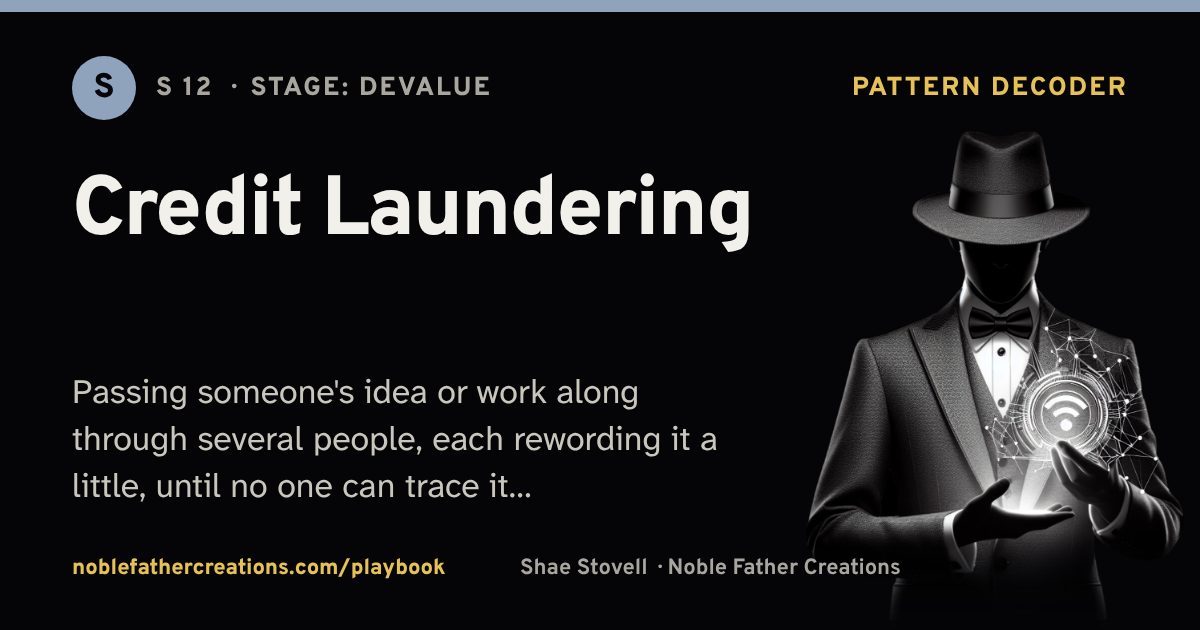 S
S 12 · STAGE: DEVALUE
PATTERN DECODER
Credit Laundering
Passing someone's idea or work along
through several people, each rewording it a
little, until no one can trace it...
noblefathercreations.com/playbook
Shae Stovell · Noble Father Creations